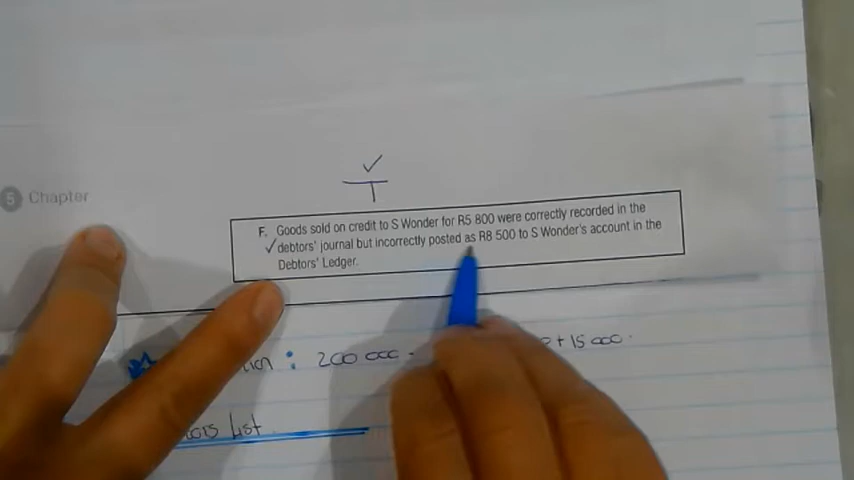 5 Chapter
F. Goods sold on credit to S Wonder for R5 800 were correctly recorded in the
debtors' journal but incorrectly posted as R8 500 to S Wonder's account in the
Debtors' Ledger.
: 200 000 - + 15 000.
List